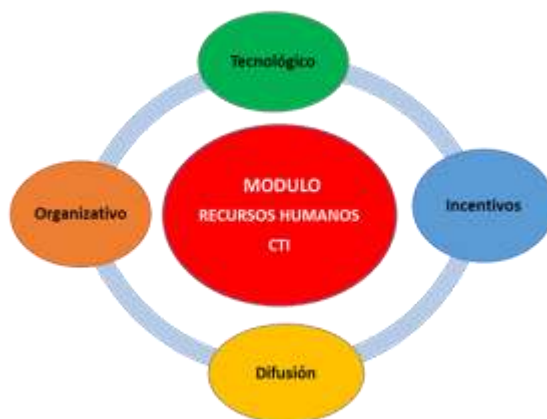 Tecnológico
MODULO
RECURSOS HUMANOS
CTI
Organizativo
Incentivos
Difusión